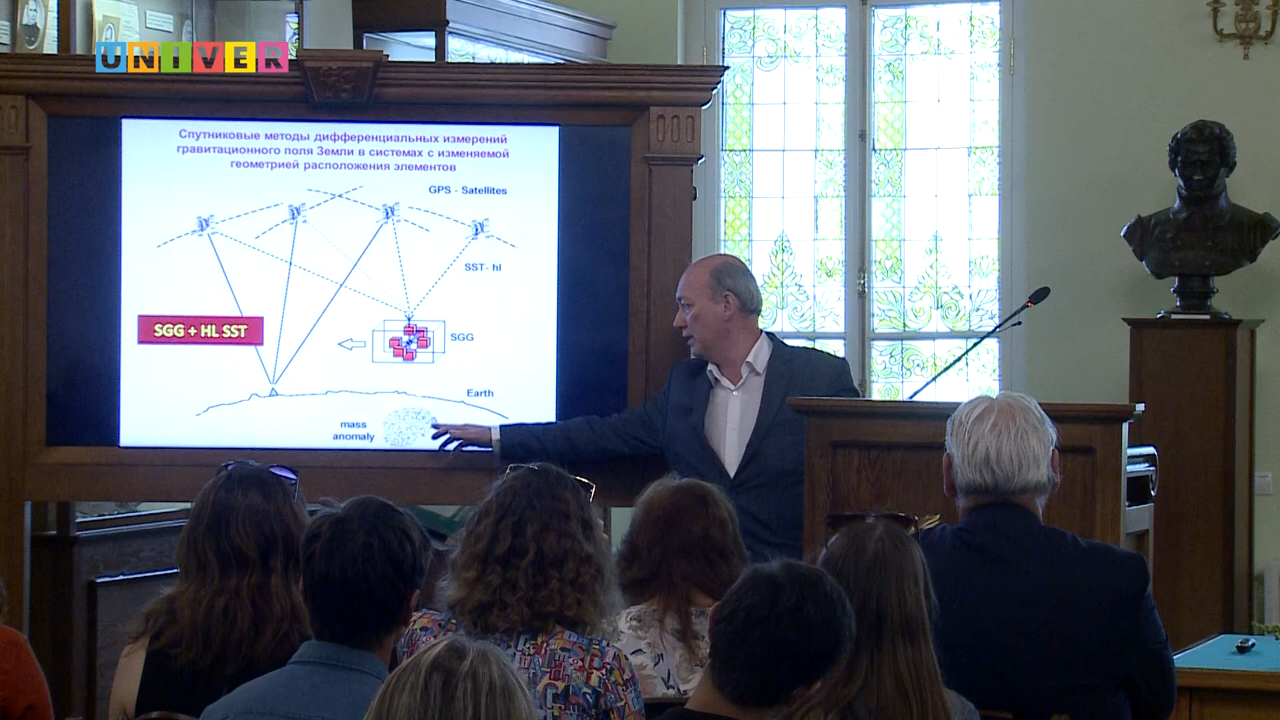 UNIVER
Спутниковые методы дифференциальных измерений
гравитационного поля Земли в системах с изменяемой
геометрией расположения элементов
GPS - Satellites
SST- hl
SGG + HL SST
SGG
Earth
mass
anomaly